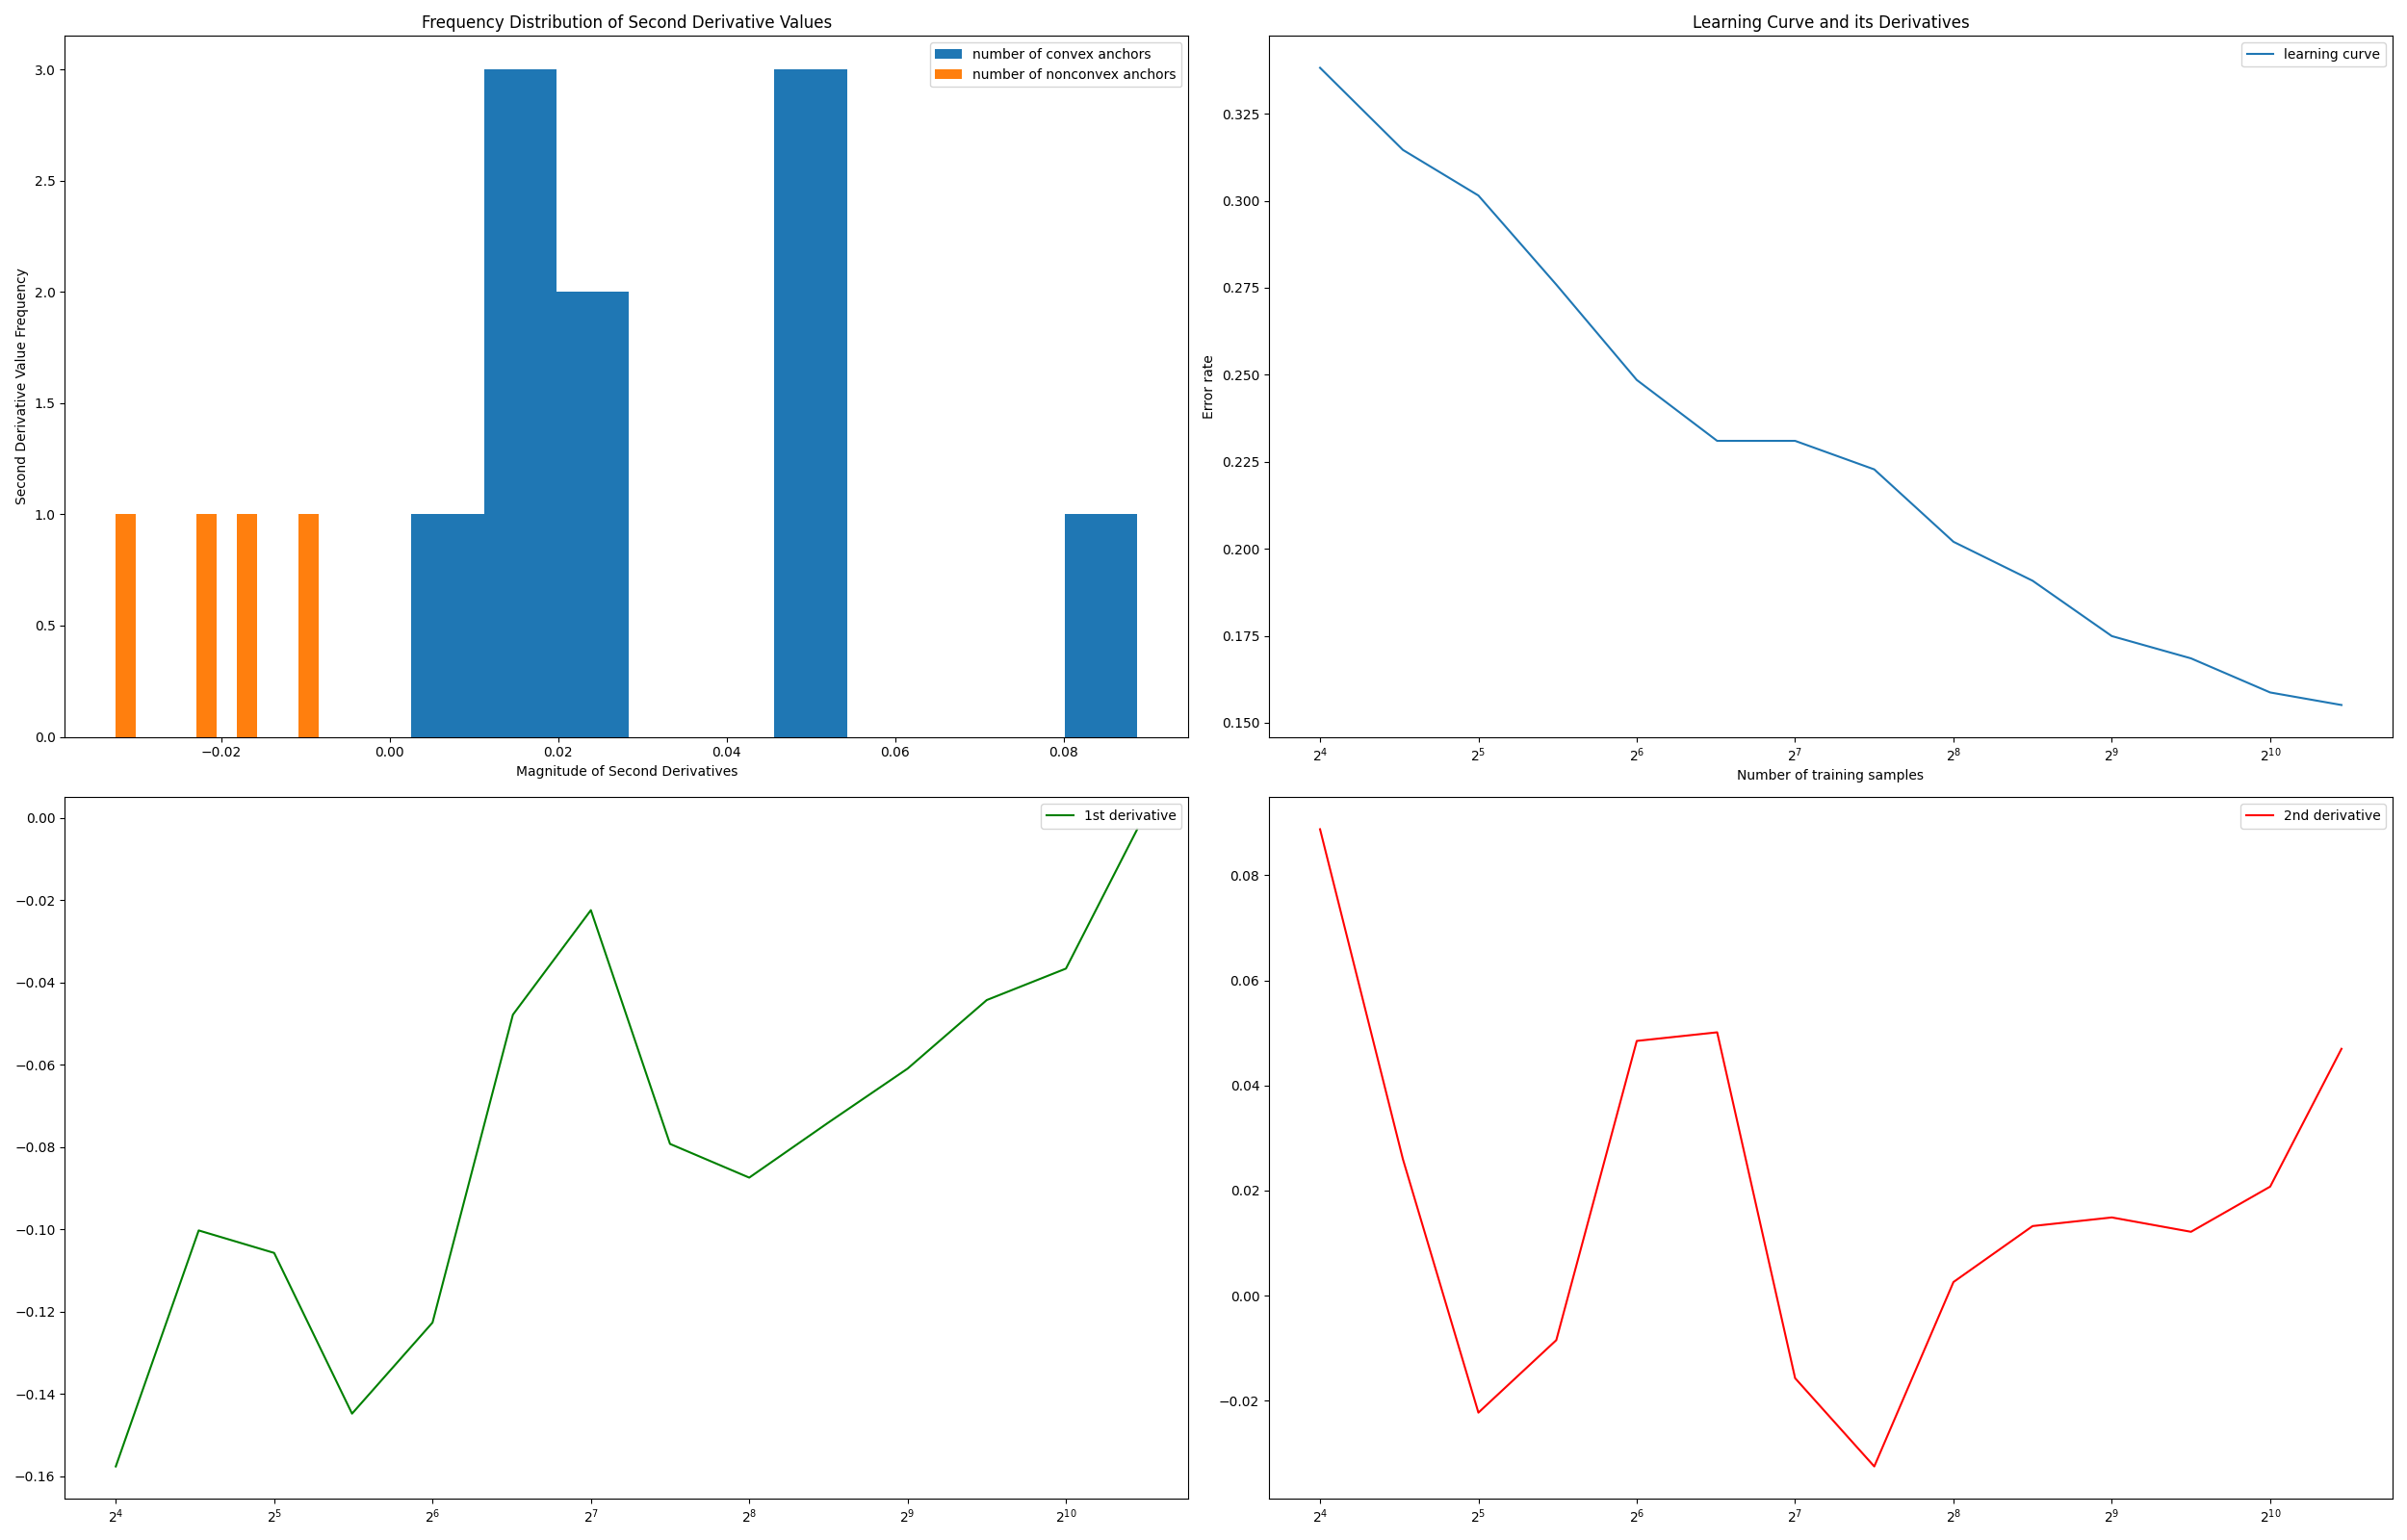 Frequency Distribution of Second Derivative Values
number of convex anchors
number of nonconvex anchors
Second Derivative Value Frequency
3.0
2.5
2.0
1.5
1.0
0.5
0.0
−0.02 0.00 0.02 0.04 0.06 0.08
Magnitude of Second Derivatives
Learning Curve and its Derivatives
learning curve
Error rate
0.325
0.300
0.275
0.250
0.225
0.200
0.175
0.150
2⁴ 2⁵ 2⁶ 2⁷ 2⁸ 2⁹ 2¹⁰
Number of training samples
1st derivative
0.00
−0.02
−0.04
−0.06
−0.08
−0.10
−0.12
−0.14
−0.16
2⁴ 2⁵ 2⁶ 2⁷ 2⁸ 2⁹ 2¹⁰
2nd derivative
0.08
0.06
0.04
0.02
0.00
−0.02
2⁴ 2⁵ 2⁶ 2⁷ 2⁸ 2⁹ 2¹⁰